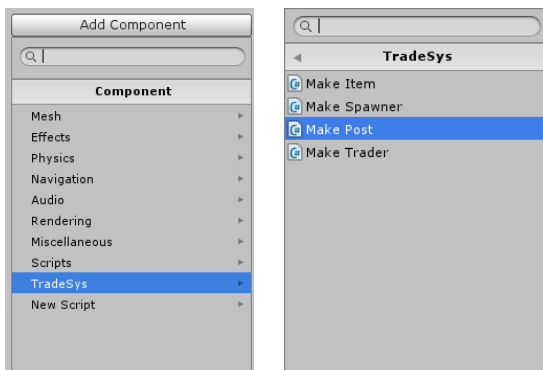 Add Component
Component
Mesh
Effects
Physics
Navigation
Audio
Rendering
Miscellaneous
Scripts
TradeSys
New Script
TradeSys
Make Item
Make Spawner
Make Post
Make Trader